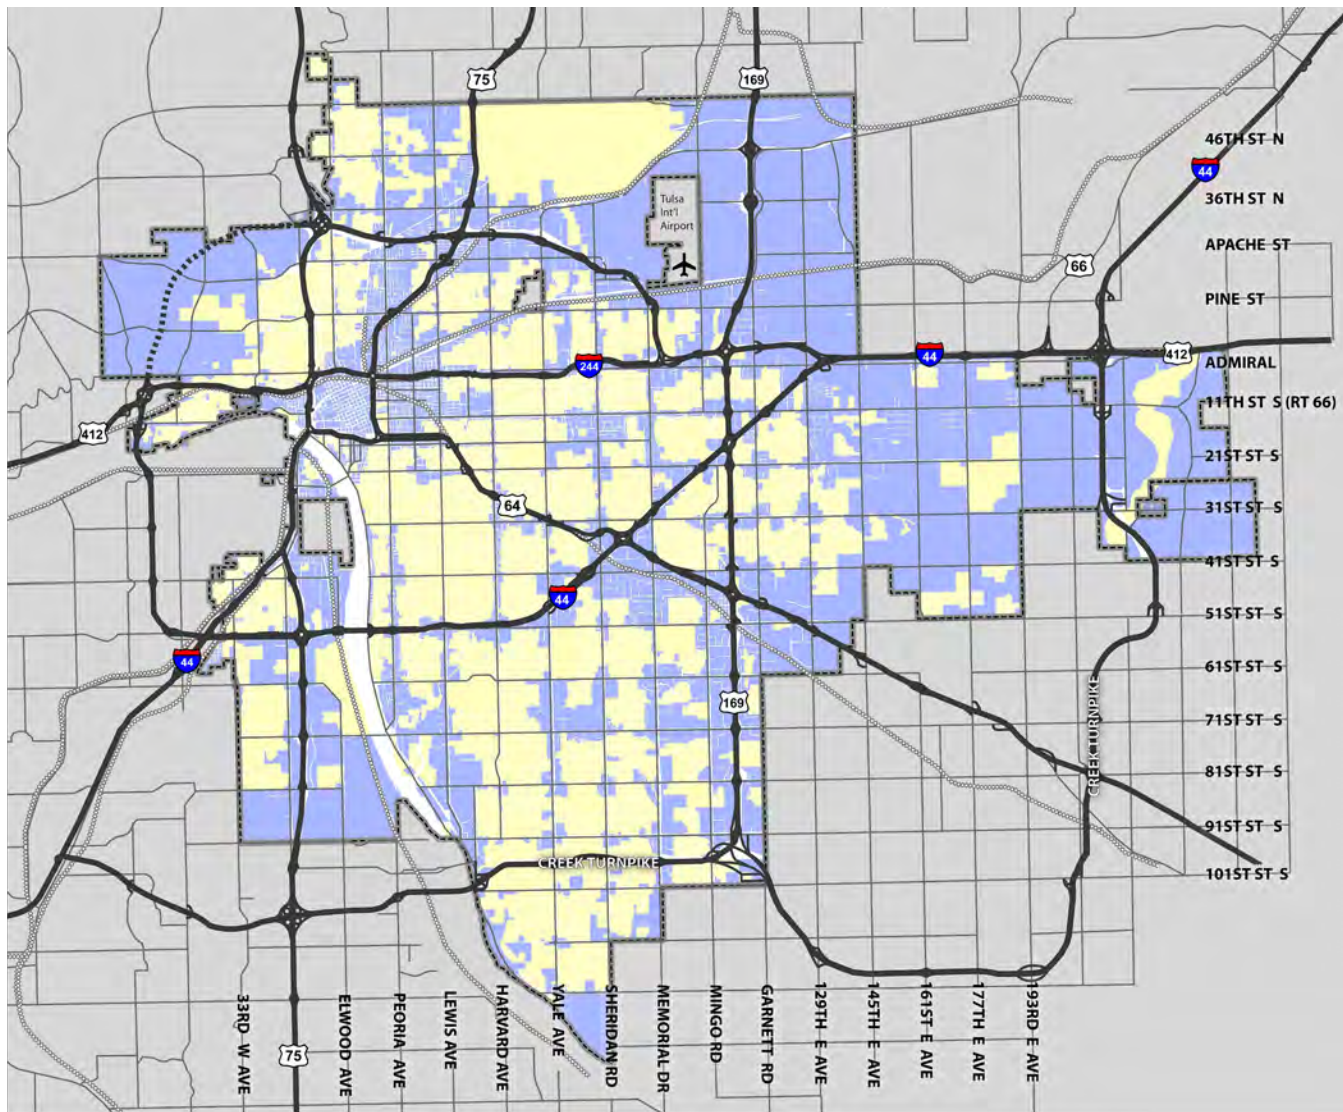 75
169
46TH ST N
44
36TH ST N
Tulsa
Int'l
Airport
APACHE ST
66
PINE ST
412
244
44
ADMIRAL
11TH ST S (RT 66)
412
21ST ST S
64
31ST ST S
41ST ST S
44
51ST ST S
44
61ST ST S
169
71ST ST S
CREEK TURNPIKE
81ST ST S
91ST ST S
CREEK TURNPIKE
101ST ST S
33RD W AVE
75
ELWOOD AVE
PEORIA AVE
LEWIS AVE
HARVARD AVE
YALE AVE
SHERIDAN RD
MEMORIAL DR
MINGO RD
GARNETT RD
129TH E AVE
145TH E AVE
161ST E AVE
177TH E AVE
193RD E AVE